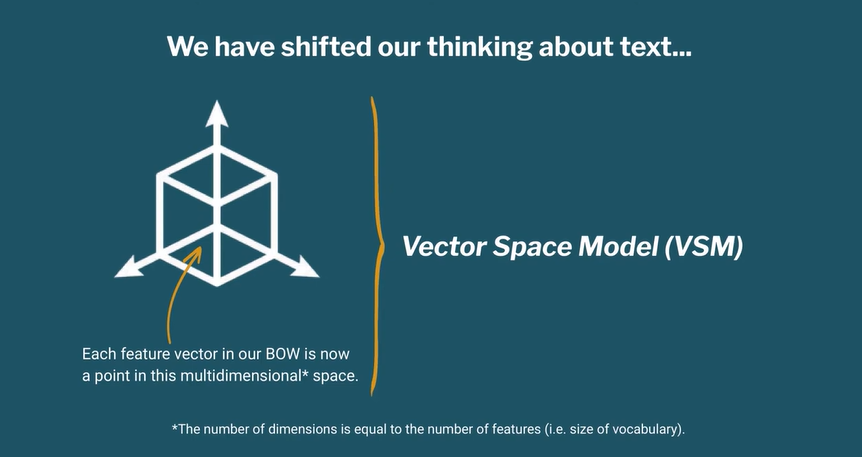 We have shifted our thinking about text...
Vector Space Model (VSM)
Each feature vector in our BOW is now
a point in this multidimensional* space.
*The number of dimensions is equal to the number of features (i.e. size of vocabulary).